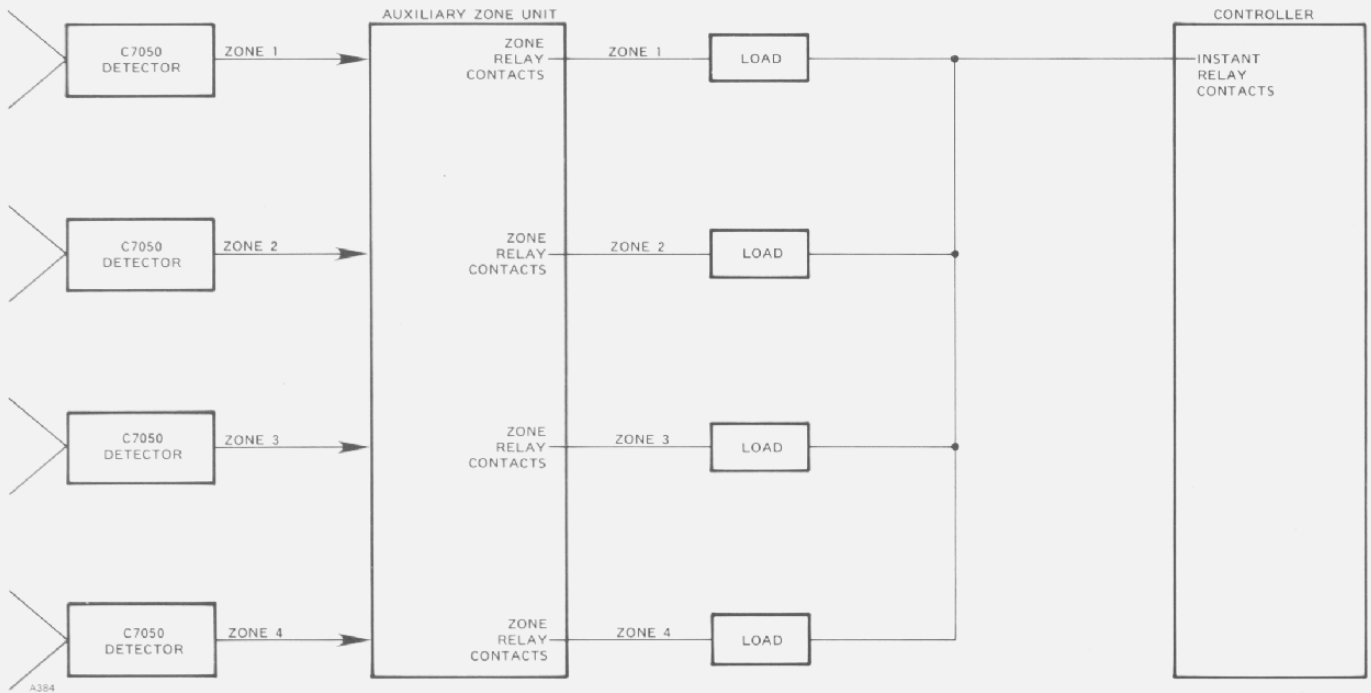 AUXILIARY ZONE UNIT
CONTROLLER
C7050
DETECTOR
ZONE 1
ZONE
RELAY
CONTACTS
ZONE 1
LOAD
INSTANT
RELAY
CONTACTS
C7050
DETECTOR
ZONE 2
ZONE
RELAY
CONTACTS
ZONE 2
LOAD
C7050
DETECTOR
ZONE 3
ZONE
RELAY
CONTACTS
ZONE 3
LOAD
C7050
DETECTOR
ZONE 4
ZONE
RELAY
CONTACTS
ZONE 4
LOAD
A384